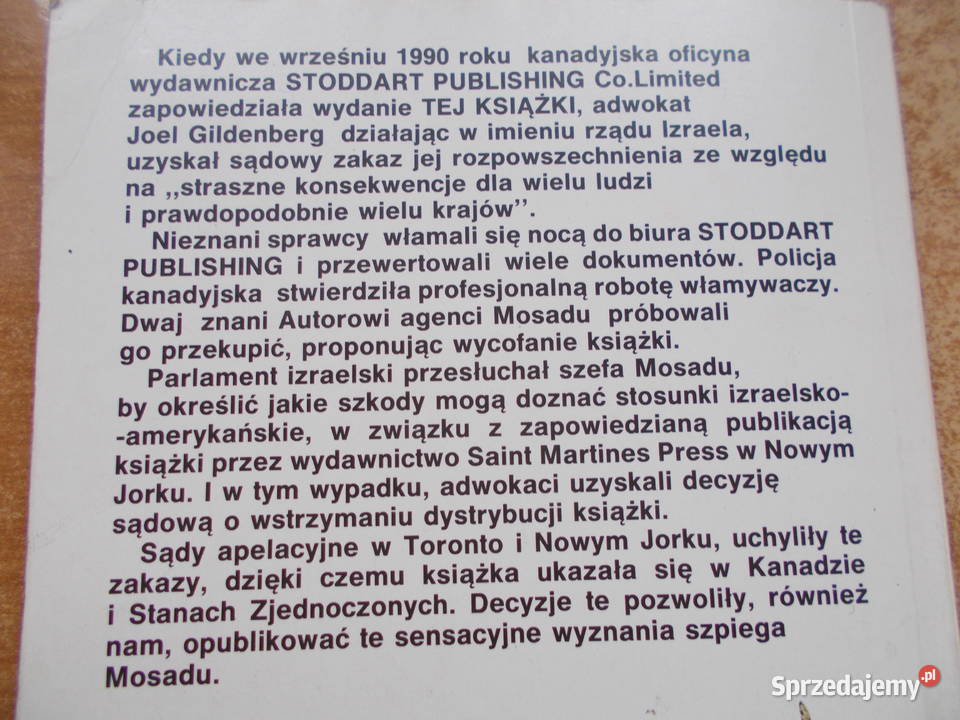 Kiedy we wrześniu 1990 roku kanadyjska oficyna
wydawnicza STODDART PUBLISHING Co.Limited
zapowiedziała wydanie TEJ KSIĄŻKI, adwokat
Joel Gildenberg działając w imieniu rządu Izraela,
uzyskał sądowy zakaz jej rozpowszechnienia ze względu
na ,,straszne konsekwencje dla wielu ludzi
i prawdopodobnie wielu krajów''.
Nieznani sprawcy włamali się nocą do biura STODDART
PUBLISHING i przewertowali wiele dokumentów. Policja
kanadyjska stwierdziła profesjonalną robotę włamywaczy.
Dwaj znani Autorowi agenci Mosadu próbowali
go przekupić, proponując wycofanie książki.
Parlament izraelski przesłuchał szefa Mosadu,
by określić jakie szkody mogą doznać stosunki izraelsko-
-amerykańskie, w związku z zapowiedzianą publikacją
książki przez wydawnictwo Saint Martines Press w Nowym
Jorku. I w tym wypadku, adwokaci uzyskali decyzję
sądową o wstrzymaniu dystrybucji książki.
Sądy apelacyjne w Toronto i Nowym Jorku, uchyliły te
zakazy, dzięki czemu książka ukazała się w Kanadzie
i Stanach Zjednoczonych. Decyzje te pozwoliły, również
nam, opublikować te sensacyjne wyznania szpiega
Mosadu.
Sprzedajemy.pl